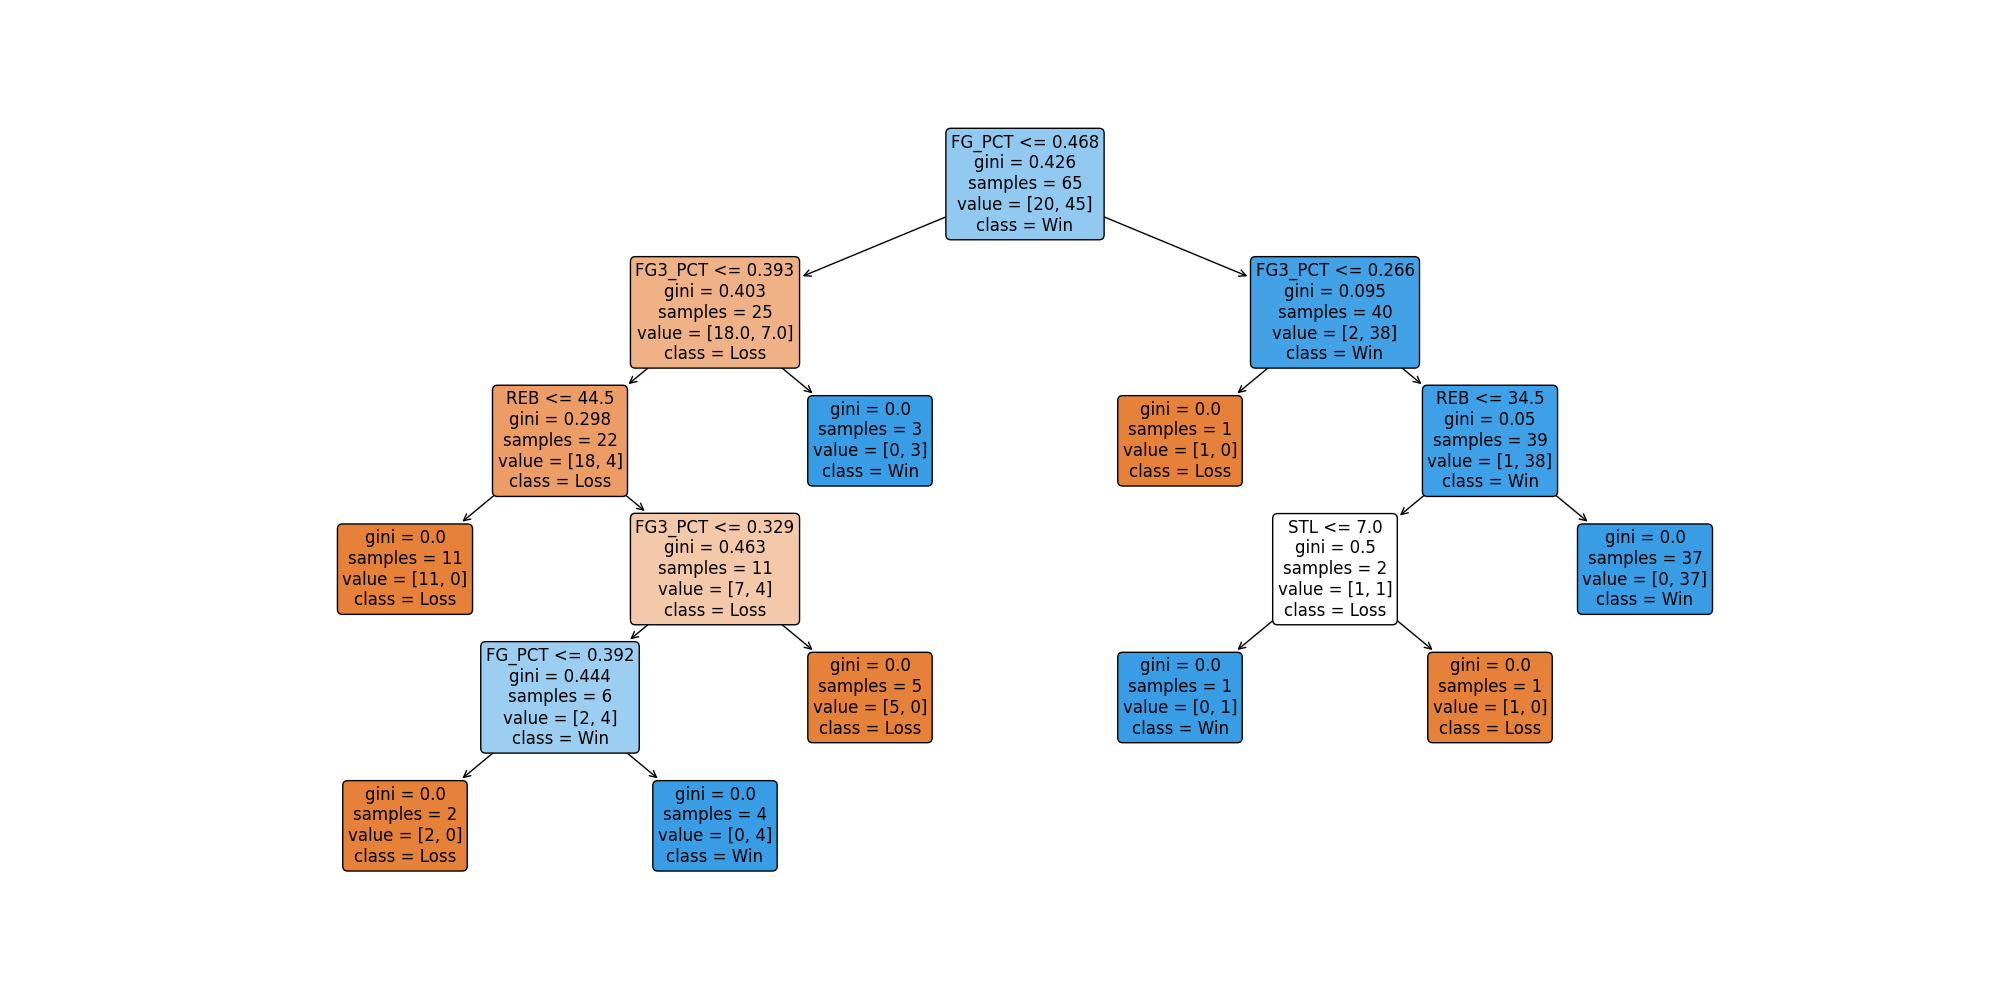 FG_PCT <= 0.468
gini = 0.426
samples = 65
value = [20, 45]
class = Win
FG3_PCT <= 0.393
gini = 0.403
samples = 25
value = [18.0, 7.0]
class = Loss
FG3_PCT <= 0.266
gini = 0.095
samples = 40
value = [2, 38]
class = Win
REB <= 44.5
gini = 0.298
samples = 22
value = [18, 4]
class = Loss
gini = 0.0
samples = 3
value = [0, 3]
class = Win
gini = 0.0
samples = 1
value = [1, 0]
class = Loss
REB <= 34.5
gini = 0.05
samples = 39
value = [1, 38]
class = Win
gini = 0.0
samples = 11
value = [11, 0]
class = Loss
FG3_PCT <= 0.329
gini = 0.463
samples = 11
value = [7, 4]
class = Loss
STL <= 7.0
gini = 0.5
samples = 2
value = [1, 1]
class = Loss
gini = 0.0
samples = 37
value = [0, 37]
class = Win
FG_PCT <= 0.392
gini = 0.444
samples = 6
value = [2, 4]
class = Win
gini = 0.0
samples = 5
value = [5, 0]
class = Loss
gini = 0.0
samples = 1
value = [0, 1]
class = Win
gini = 0.0
samples = 1
value = [1, 0]
class = Loss
gini = 0.0
samples = 2
value = [2, 0]
class = Loss
gini = 0.0
samples = 4
value = [0, 4]
class = Win